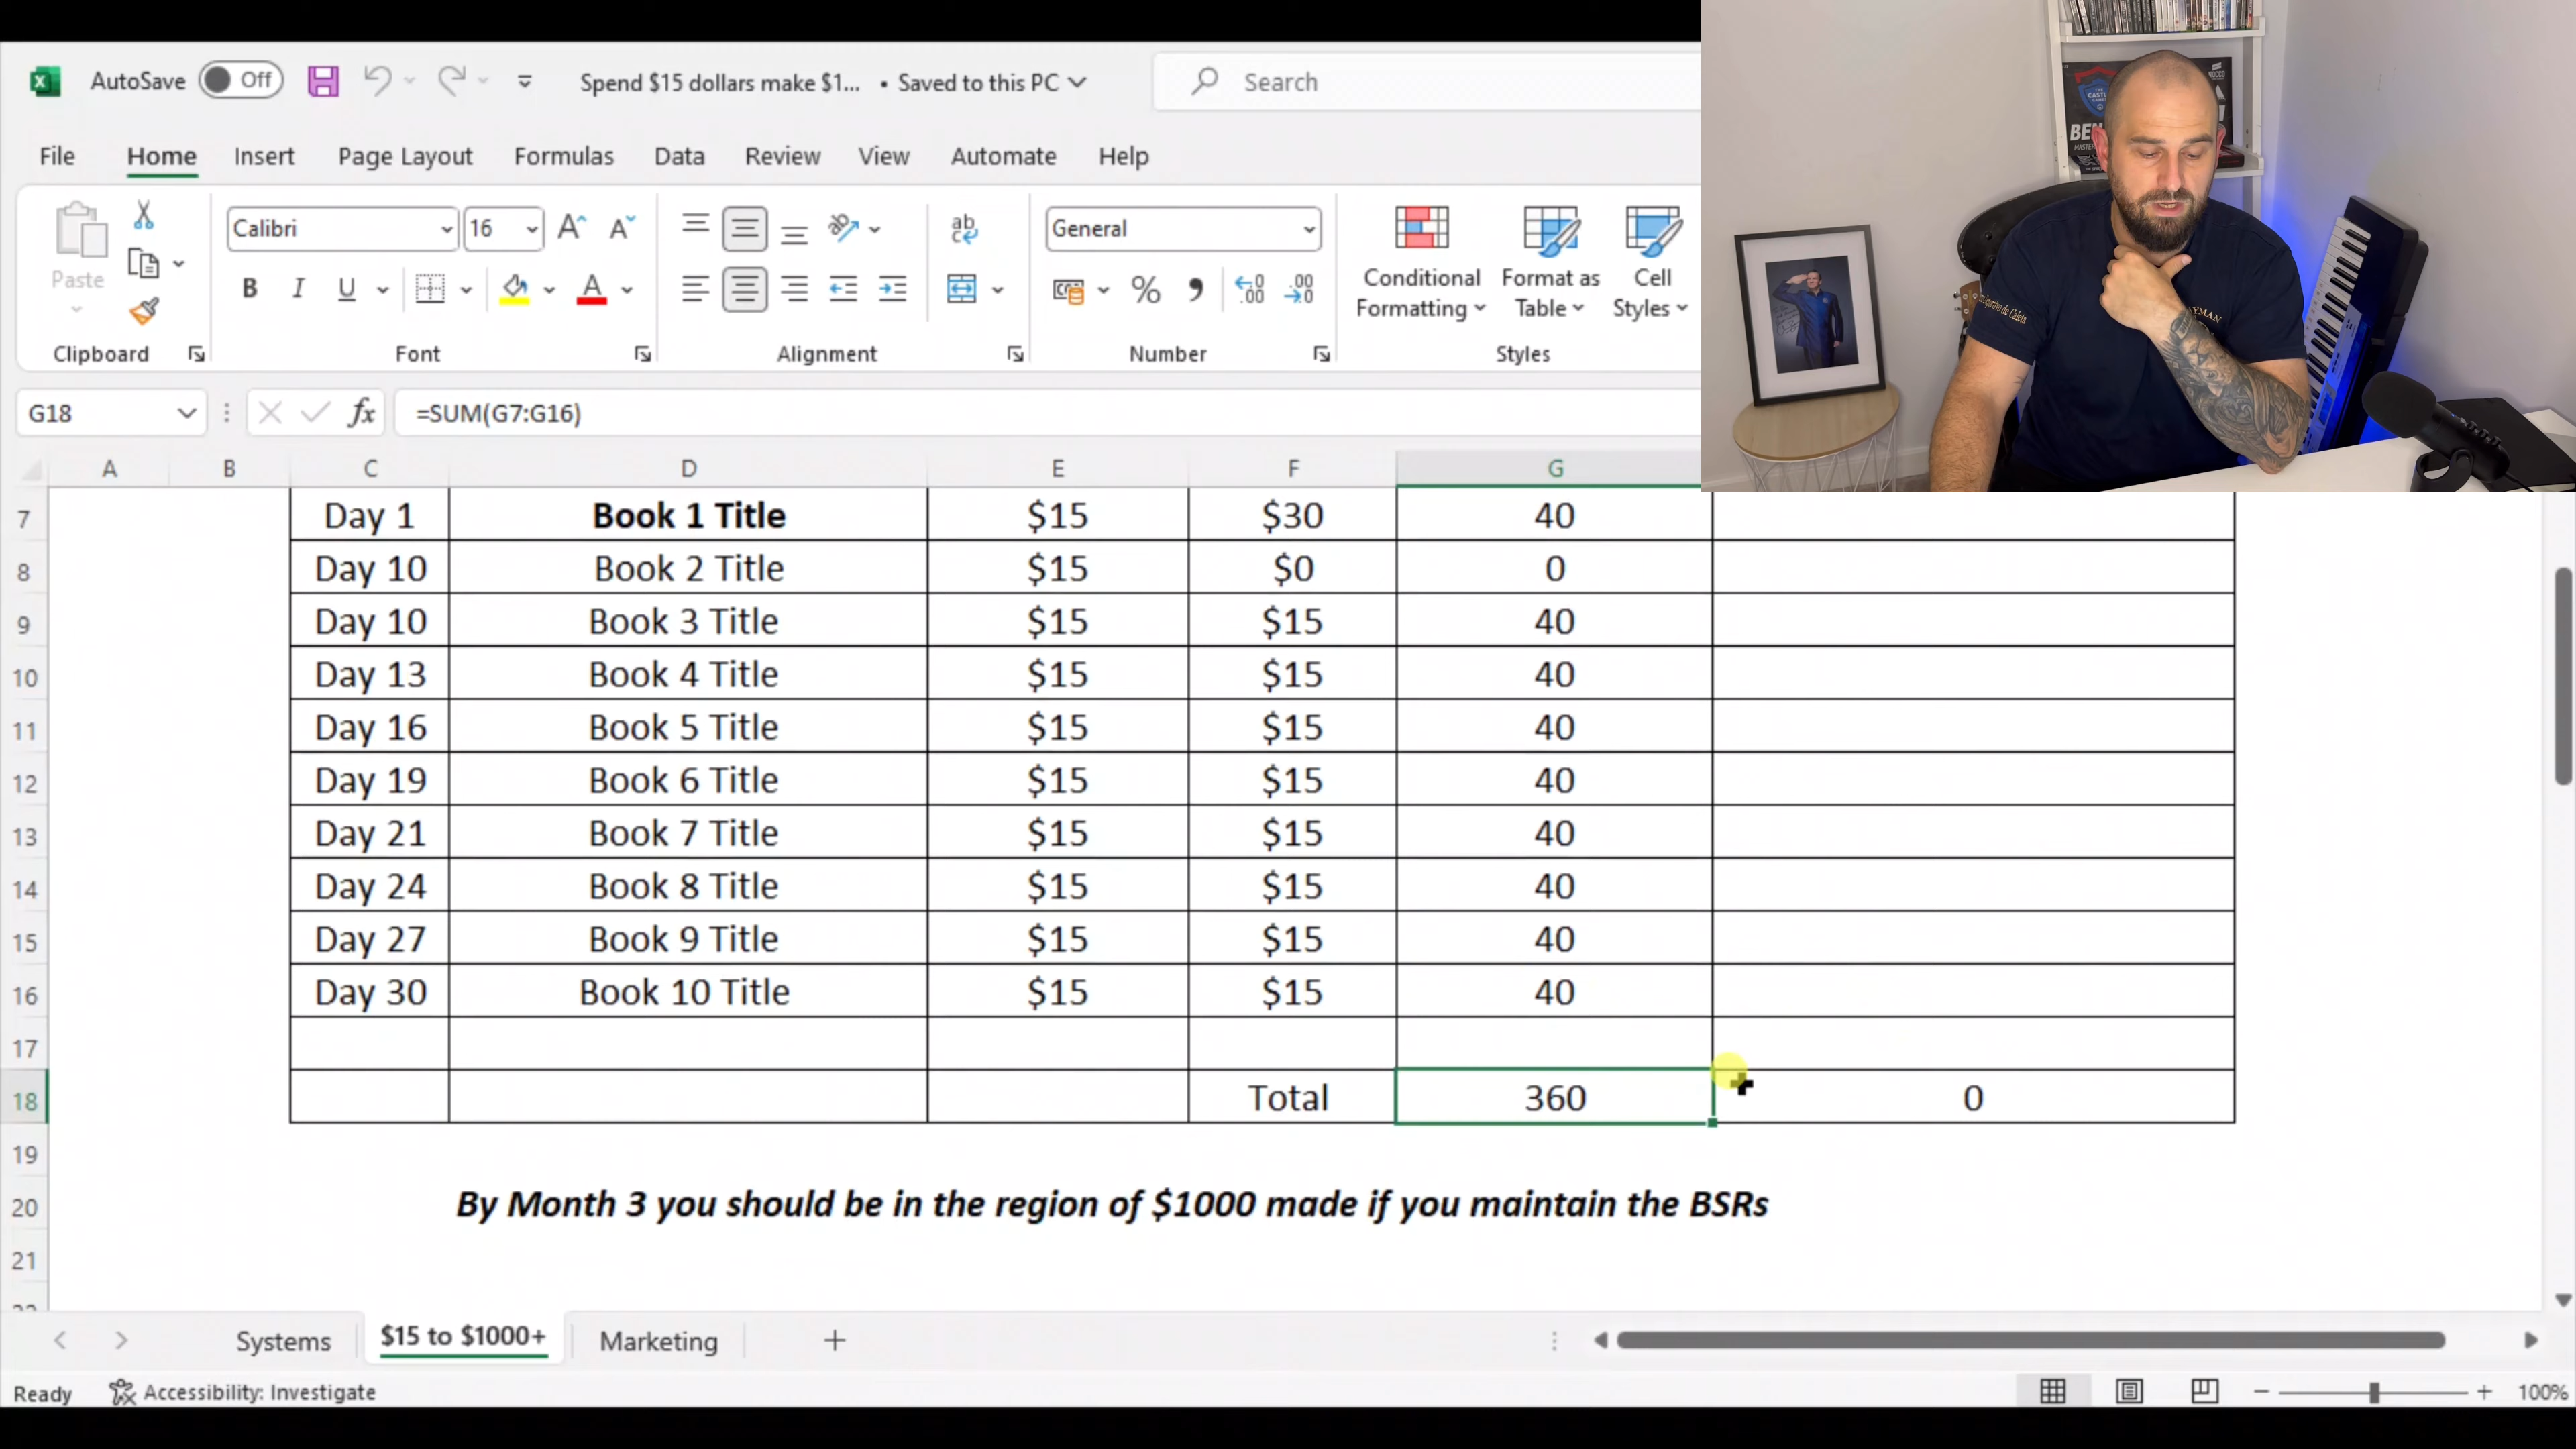 AutoSave Off Spend $15 dollars make $1... • Saved to this PC Search
File Home Insert Page Layout Formulas Data Review View Automate Help
Paste
Clipboard
Calibri 16
B I U
Font
ab
Alignment
General
% ,
Number
Conditional Formatting
Format as Table
Cell Styles
Styles
G18 fx =SUM(G7:G16)
A B C D E F G
7 Day 1 Book 1 Title $15 $30 40
8 Day 10 Book 2 Title $15 $0 0
9 Day 10 Book 3 Title $15 $15 40
10 Day 13 Book 4 Title $15 $15 40
11 Day 16 Book 5 Title $15 $15 40
12 Day 19 Book 6 Title $15 $15 40
13 Day 21 Book 7 Title $15 $15 40
14 Day 24 Book 8 Title $15 $15 40
15 Day 27 Book 9 Title $15 $15 40
16 Day 30 Book 10 Title $15 $15 40
17
18 Total 360 0
19
20 By Month 3 you should be in the region of $1000 made if you maintain the BSRs
21
Systems $15 to $1000+ Marketing
Ready Accessibility: Investigate 100%